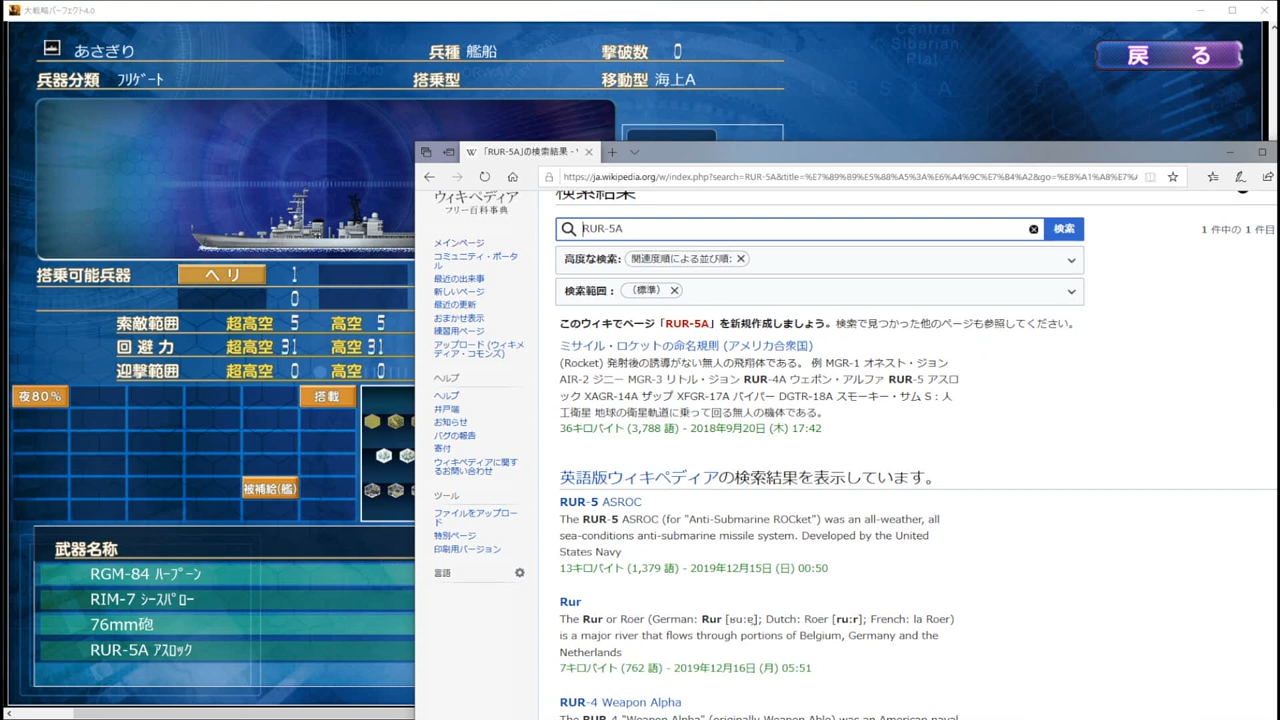 大戦略パーフェクト4.0
あさぎり
兵種 艦船
撃破数 0
戻る
兵器分類 ﾌﾘｹﾞｰﾄ
搭乗型
移動型 海上A
Central
Siberian
Plat
「RUR-5A」の検索結果 -
https://ja.wikipedia.org/w/index.php?search=RUR-5A&title=
ウィキペディア
フリー百科事典
メインページ
コミュニティ・ポータ
ル
最近の出来事
新しいページ
最近の更新
おまかせ表示
練習用ページ
アップロード (ウィキメ
ディア・コモンズ)
ヘルプ
ヘルプ
井戸端
お知らせ
バグの報告
寄付
ウィキペディアに関す
るお問い合わせ
ツール
ファイルをアップロー
ド
特別ページ
印刷用バージョン
言語
検索結果
RUR-5A
検索
1 件中の 1 件目
高度な検索: 関連度順による並び順: ✕
検索範囲： （標準） ✕
このウィキでページ「RUR-5A」を新規作成しましょう。検索で見つかった他のページも参照してください。
ミサイル・ロケットの命名規則 (アメリカ合衆国)
(Rocket) 発射後の誘導がない無人の飛翔体である。 例 MGR-1 オネスト・ジョン
AIR-2 ジニー MGR-3 リトル・ジョン RUR-4A ウェポン・アルファ RUR-5 アスロ
ック XAGR-14A ザップ XFGR-17A バイパー DGTR-18A スモーキー・サム S：人
工衛星 地球の衛星軌道に乗って回る無人の機体である。
36キロバイト (3,788 語) - 2018年9月20日 (木) 17:42
英語版ウィキペディアの検索結果を表示しています。
RUR-5 ASROC
The RUR-5 ASROC (for "Anti-Submarine ROCket") was an all-weather, all
sea-conditions anti-submarine missile system. Developed by the United
States Navy
13キロバイト (1,379 語) - 2019年12月15日 (日) 00:50
Rur
The Rur or Roer (German: Rur [ʁuːɐ̯]; Dutch: Roer [ruːr]; French: la Roer)
is a major river that flows through portions of Belgium, Germany and the
Netherlands
7キロバイト (762 語) - 2019年12月16日 (月) 05:51
RUR-4 Weapon Alpha
The RUR-4 "Weapon Alpha" (originally Weapon Able) was an American naval
搭乗可能兵器 ヘリ 1
0
索敵範囲 超高空 5 高空 5
回避力 超高空 31 高空 31
迎撃範囲 超高空 0 高空 0
夜80%
搭載
被補給(艦)
武器名称
RGM-84 ﾊｰﾌﾟｰﾝ
RIM-7 ｼｰｽﾊﾟﾛｰ
76mm砲
RUR-5A ｱｽﾛｯｸ